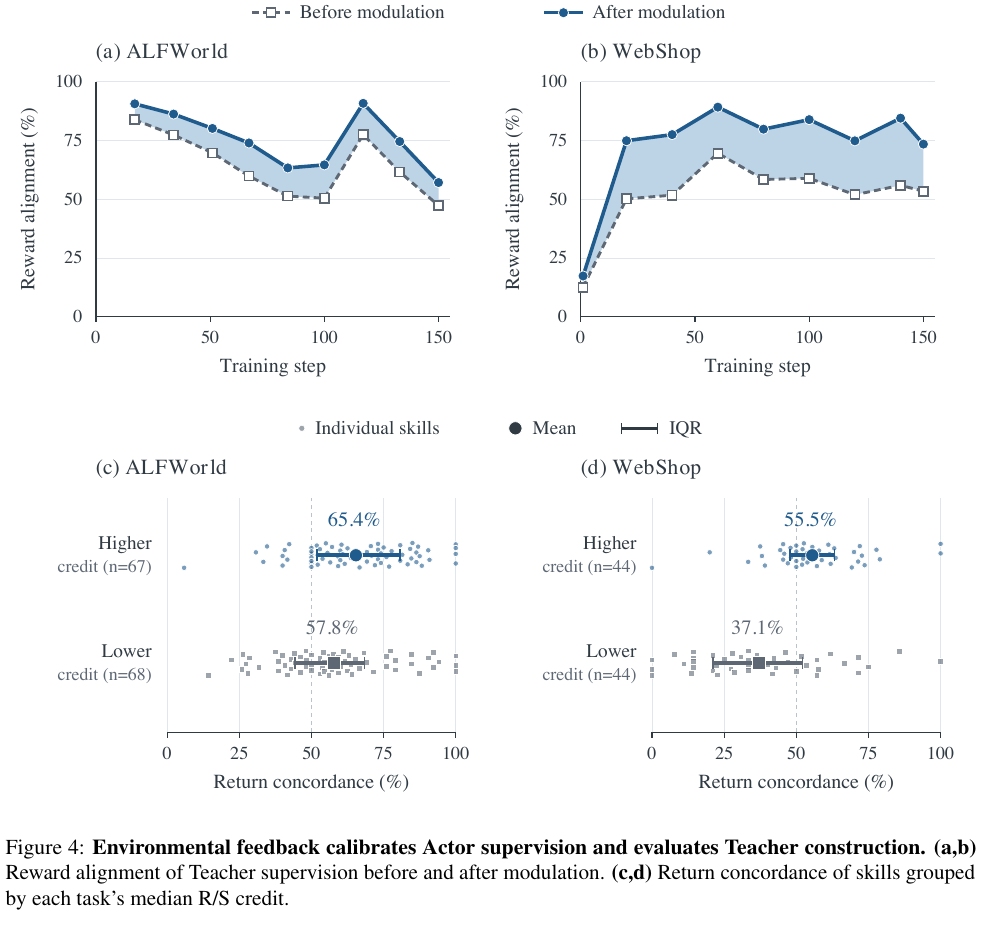 Before modulation After modulation
(a) ALFWorld (b) WebShop
Reward alignment (%)
100
75
50
25
0
0 50 100 150
Training step
Reward alignment (%)
100
75
50
25
0
0 50 100 150
Training step
Individual skills Mean IQR
(c) ALFWorld (d) WebShop
65.4%
Higher
credit (n=67)
57.8%
Lower
credit (n=68)
0 25 50 75 100
Return concordance (%)
55.5%
Higher
credit (n=44)
37.1%
Lower
credit (n=44)
0 25 50 75 100
Return concordance (%)
Figure 4: Environmental feedback calibrates Actor supervision and evaluates Teacher construction. (a,b)
Reward alignment of Teacher supervision before and after modulation. (c,d) Return concordance of skills grouped
by each task's median R/S credit.